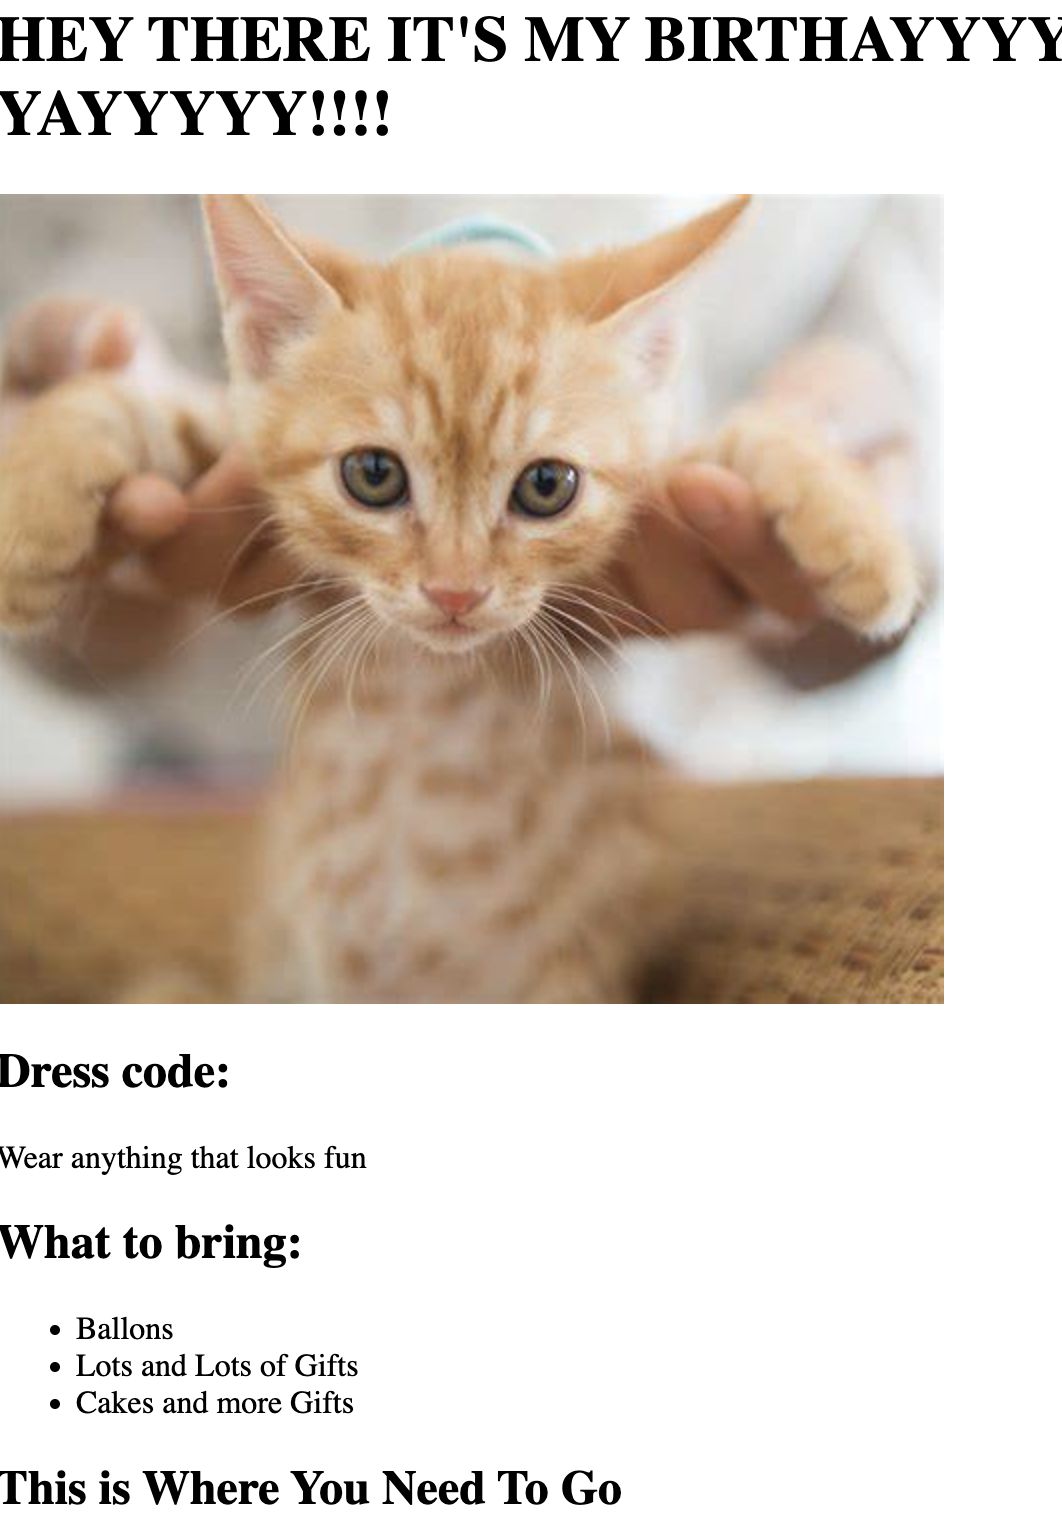 HEY THERE IT'S MY BIRTHAYYYY
YAYYYYYY!!!!
Dress code:
Wear anything that looks fun
What to bring:
Ballons
Lots and Lots of Gifts
Cakes and more Gifts
This is Where You Need To Go